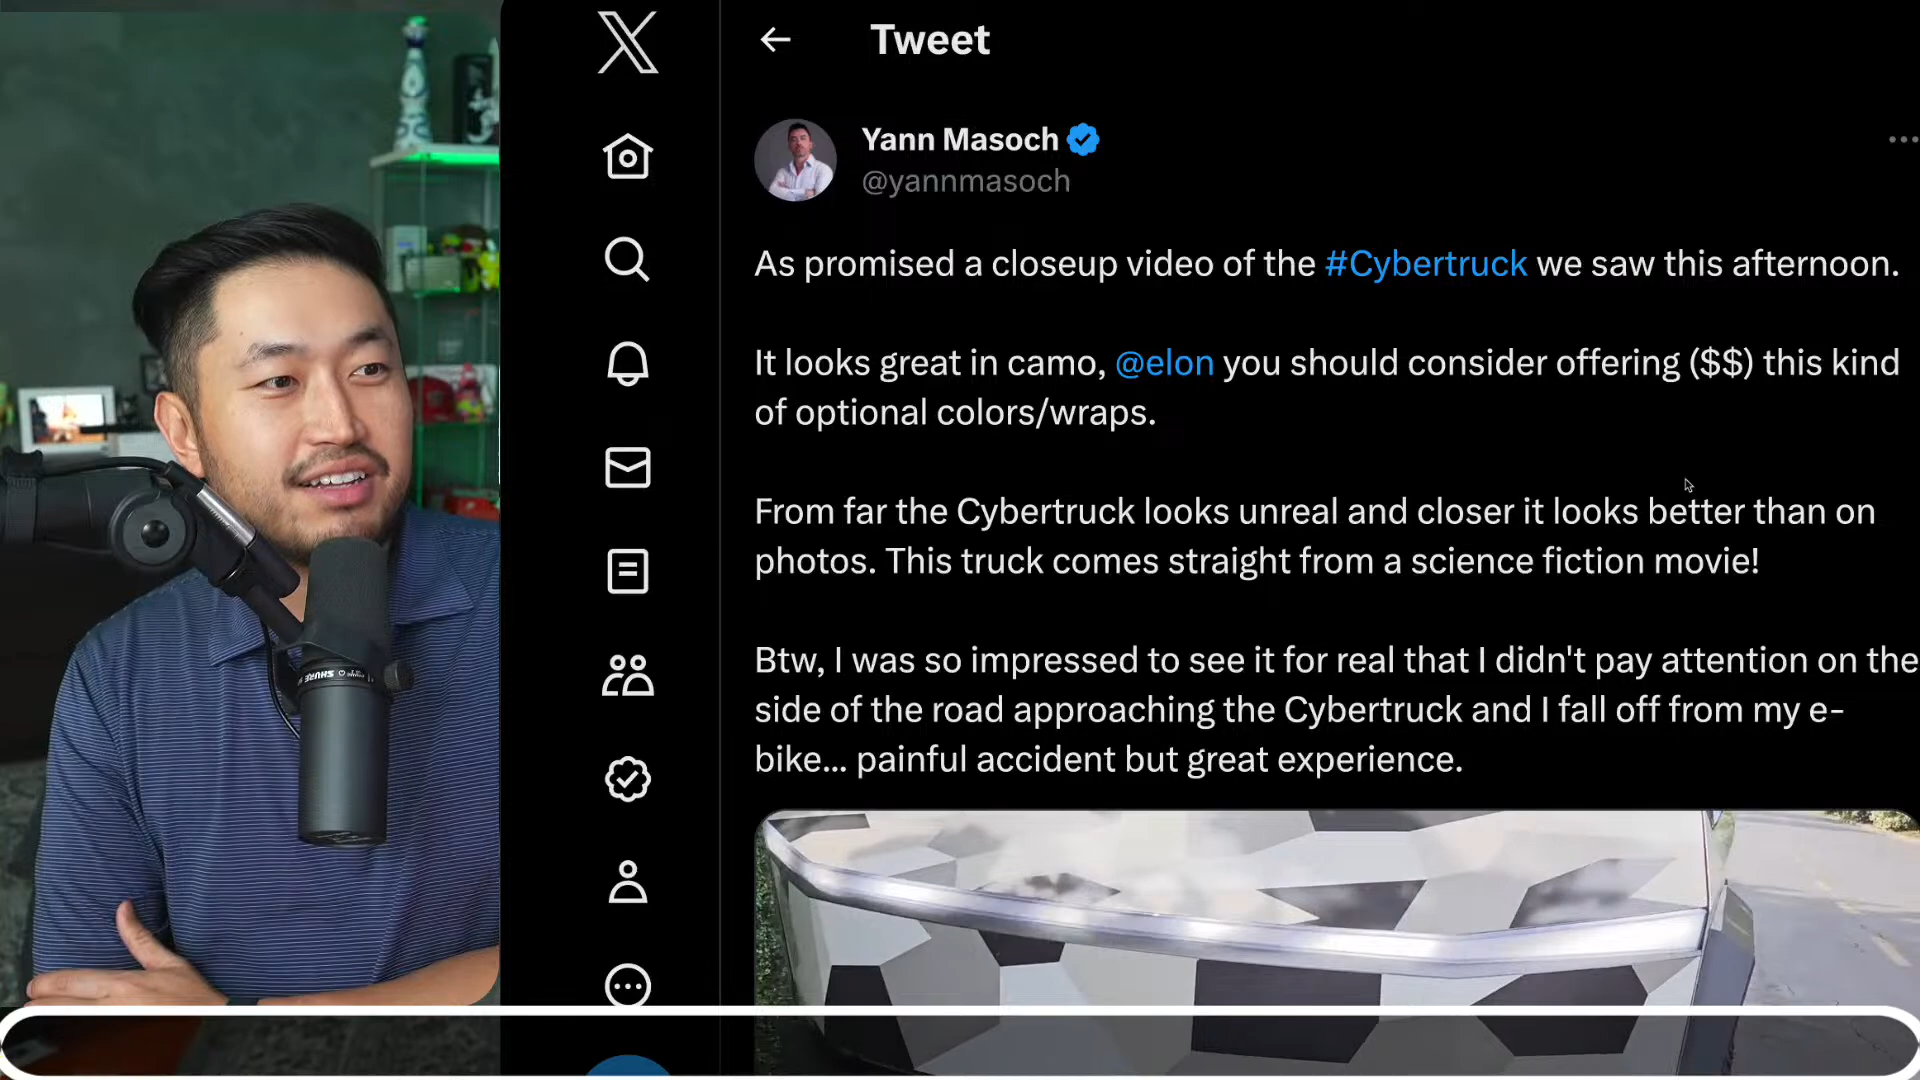 Tweet
Yann Masoch
@yannmasoch
As promised a closeup video of the #Cybertruck we saw this afternoon.
It looks great in camo, @elon you should consider offering ($$) this kind
of optional colors/wraps.
From far the Cybertruck looks unreal and closer it looks better than on
photos. This truck comes straight from a science fiction movie!
Btw, I was so impressed to see it for real that I didn't pay attention on the
side of the road approaching the Cybertruck and I fall off from my e-
bike... painful accident but great experience.
SHURE